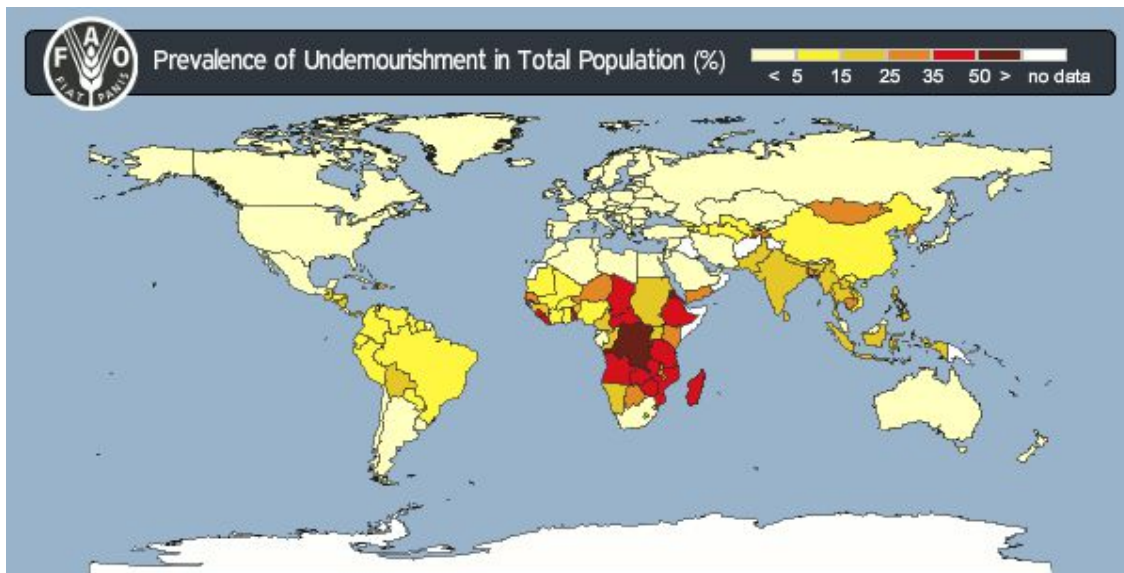 F A O
FIAT PANIS
Prevalence of Undernourishment in Total Population (%)
< 5 15 25 35 50 > no data